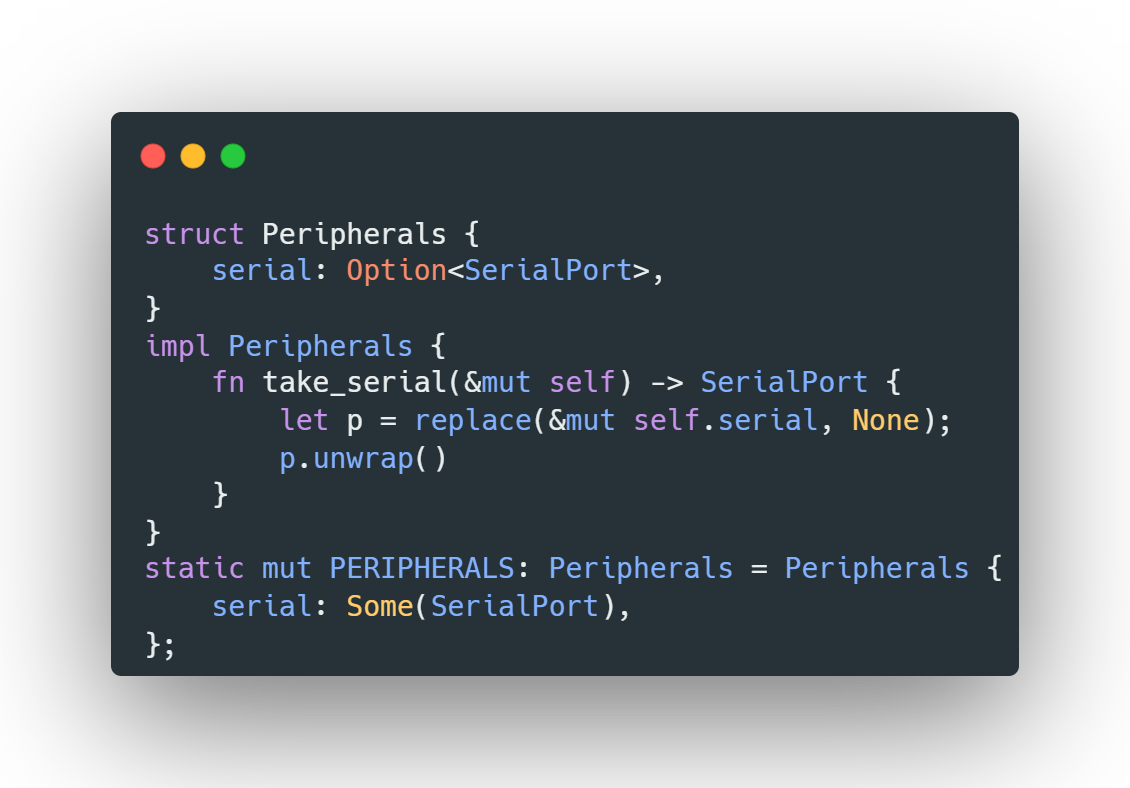 struct Peripherals {
    serial: Option<SerialPort>,
}
impl Peripherals {
    fn take_serial(&mut self) -> SerialPort {
        let p = replace(&mut self.serial, None);
        p.unwrap()
    }
}
static mut PERIPHERALS: Peripherals = Peripherals {
    serial: Some(SerialPort),
};